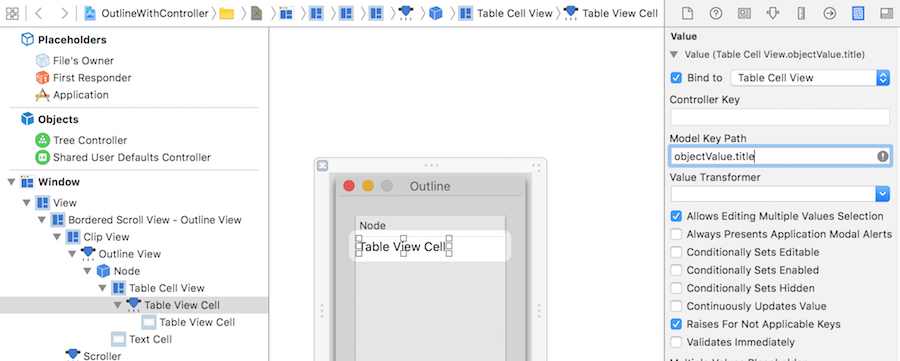 OutlineWithController
Table Cell View
Table View Cell
Placeholders
File's Owner
First Responder
Application
Objects
Tree Controller
Shared User Defaults Controller
Window
View
Bordered Scroll View - Outline View
Clip View
Outline View
Node
Table Cell View
Table View Cell
Table View Cell
Text Cell
Scroller
Outline
Node
Table View Cell
Value
Value (Table Cell View.objectValue.title)
Bind to
Table Cell View
Controller Key
Model Key Path
objectValue.title
Value Transformer
Allows Editing Multiple Values Selection
Always Presents Application Modal Alerts
Conditionally Sets Editable
Conditionally Sets Enabled
Conditionally Sets Hidden
Continuously Updates Value
Raises For Not Applicable Keys
Validates Immediately